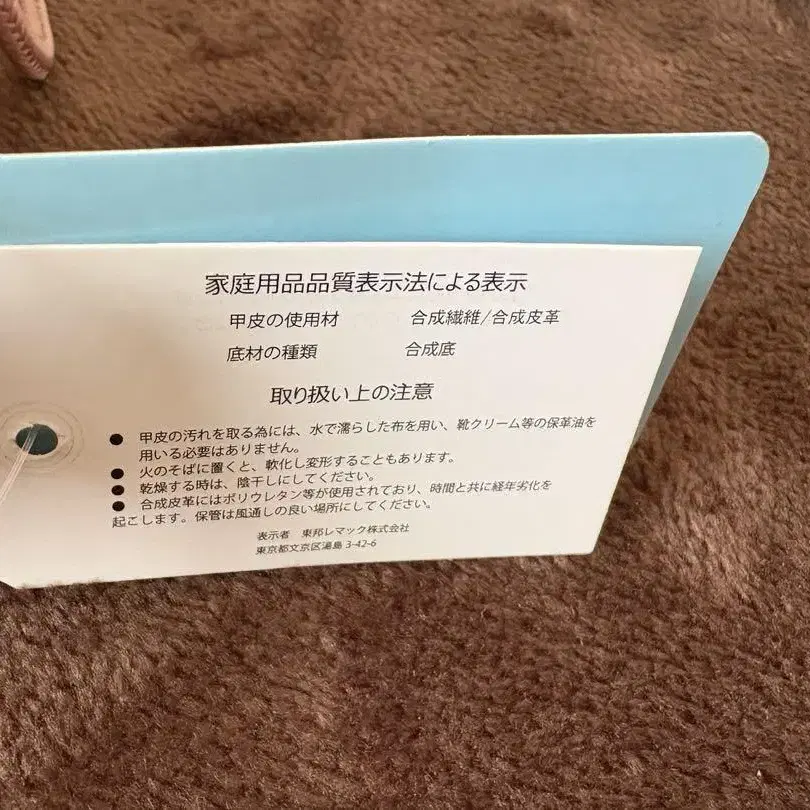 家庭用品品質表示法による表示
甲皮の使用材 合成繊維/合成皮革
底材の種類 合成底
取り扱い上の注意
● 甲皮の汚れを取る為には、水で濡らした布を用い、靴クリーム等の保革油を
用いる必要はありません。
● 火のそばに置くと、軟化し変形することもあります。
● 乾燥する時は、陰干しにしてください。
● 合成皮革にはポリウレタン等が使用されており、時間と共に経年劣化を
起こします。保管は風通しの良い場所にしてください。
表示者 東邦レマック株式会社
東京都文京区湯島 3-42-6